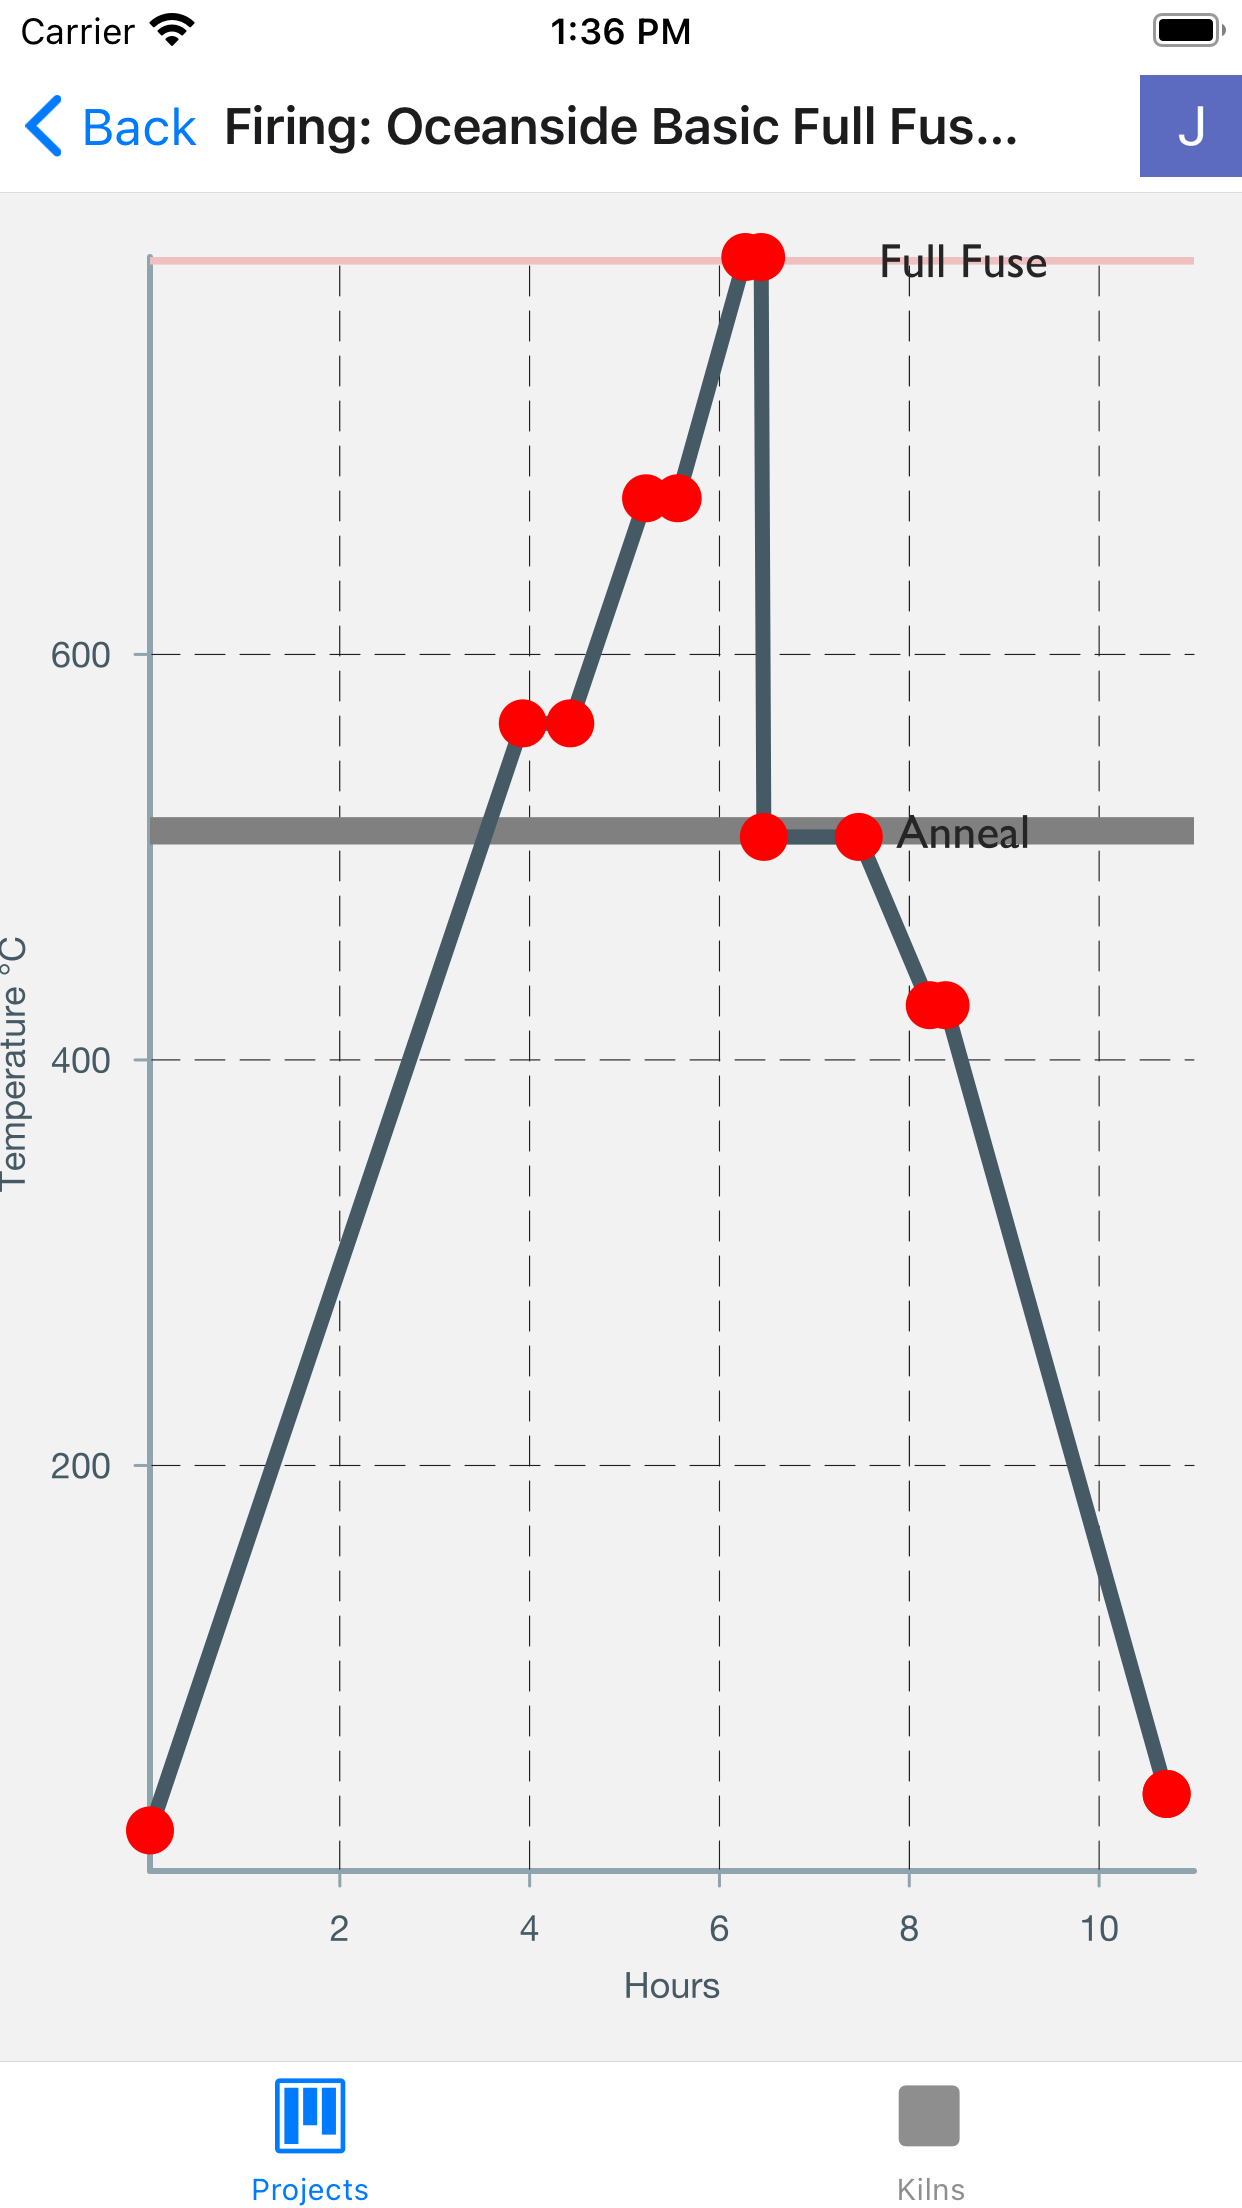 Carrier 1:36 PM
Back Firing: Oceanside Basic Full Fus... J
Full Fuse
600
Anneal
Temperature °C
400
200
2 4 6 8 10
Hours
Projects Kilns